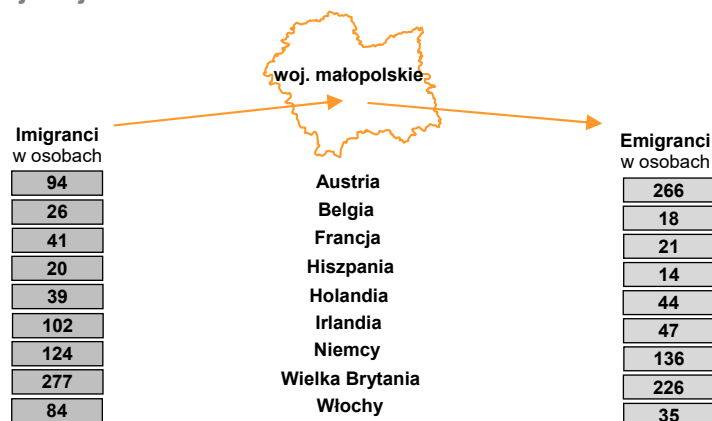 woj. małopolskie
Imigranci
w osobach
Emigranci
w osobach
94 Austria 266
26 Belgia 18
41 Francja 21
20 Hiszpania 14
39 Holandia 44
102 Irlandia 47
124 Niemcy 136
277 Wielka Brytania 226
84 Włochy 35